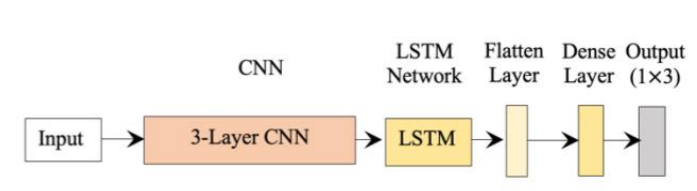 CNN
LSTM
Network
Flatten
Layer
Dense
Layer
Output
(1×3)
Input
3-Layer CNN
LSTM